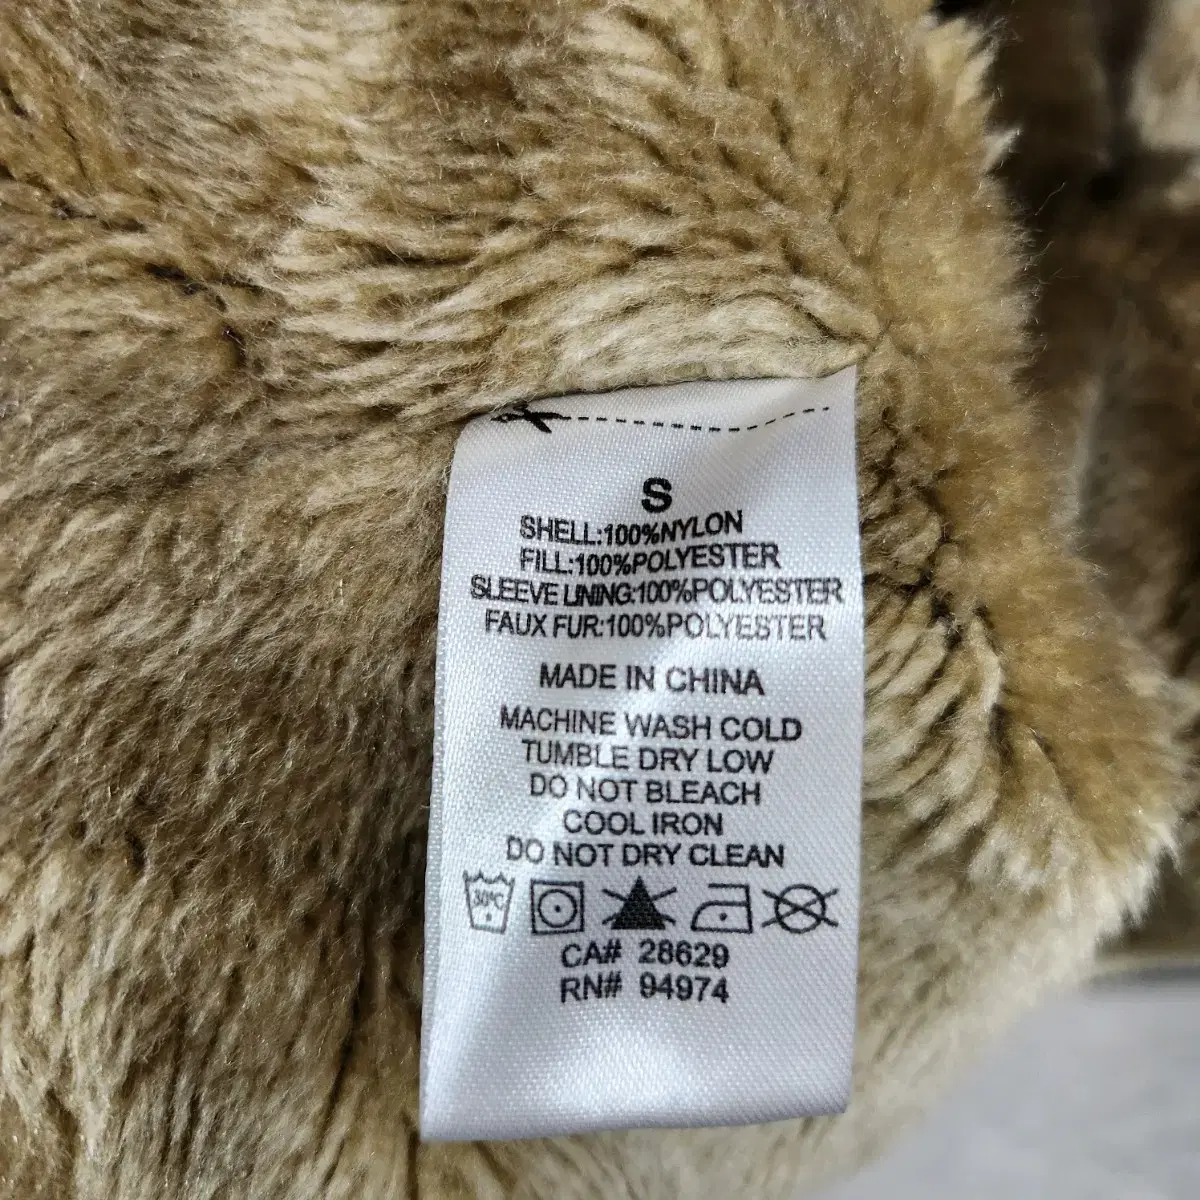 S
SHELL:100%NYLON
FILL:100%POLYESTER
SLEEVE LINING:100%POLYESTER
FAUX FUR:100%POLYESTER
MADE IN CHINA
MACHINE WASH COLD
TUMBLE DRY LOW
DO NOT BLEACH
COOL IRON
DO NOT DRY CLEAN
30°C
CA# 28629
RN# 94974